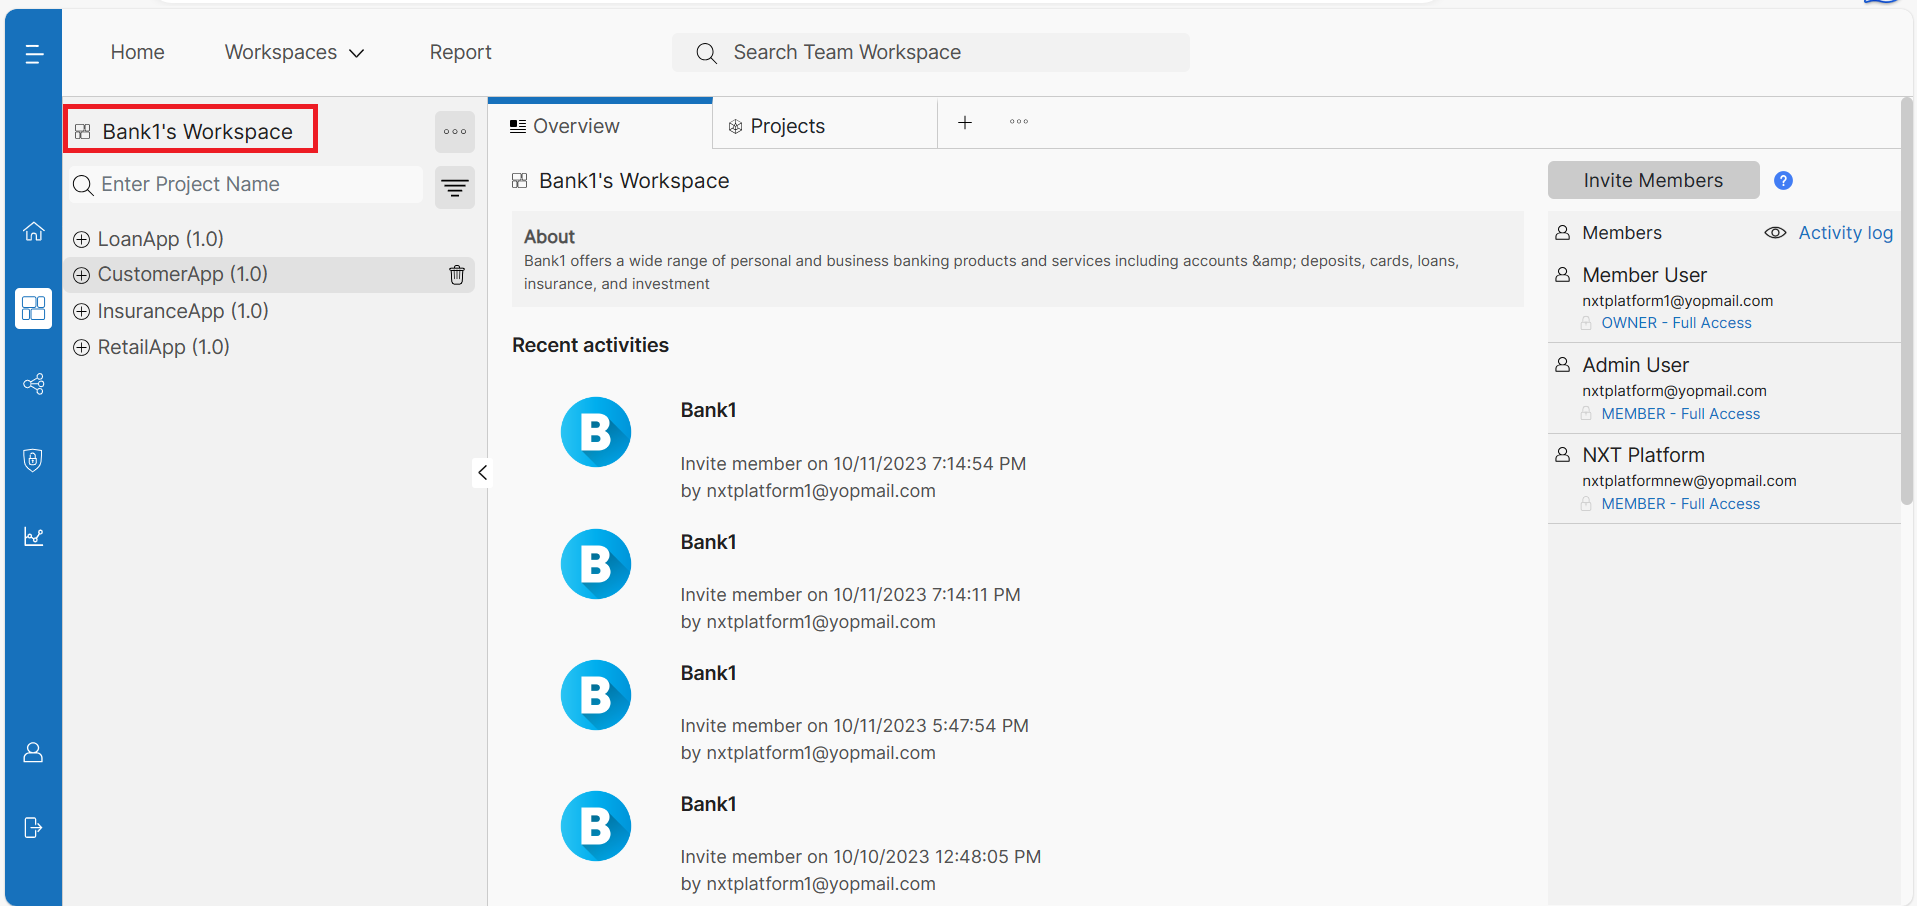 Home
Workspaces
Report
Search Team Workspace
Bank1's Workspace
Enter Project Name
LoanApp (1.0)
CustomerApp (1.0)
InsuranceApp (1.0)
RetailApp (1.0)
Overview
Projects
Bank1's Workspace
About
Bank1 offers a wide range of personal and business banking products and services including accounts &amp; deposits, cards, loans,
insurance, and investment
Recent activities
B
Bank1
Invite member on 10/11/2023 7:14:54 PM
by nxtplatform1@yopmail.com
B
Bank1
Invite member on 10/11/2023 7:14:11 PM
by nxtplatform1@yopmail.com
B
Bank1
Invite member on 10/11/2023 5:47:54 PM
by nxtplatform1@yopmail.com
B
Bank1
Invite member on 10/10/2023 12:48:05 PM
by nxtplatform1@yopmail.com
Invite Members
?
Members
Activity log
Member User
nxtplatform1@yopmail.com
OWNER - Full Access
Admin User
nxtplatform@yopmail.com
MEMBER - Full Access
NXT Platform
nxtplatformnew@yopmail.com
MEMBER - Full Access